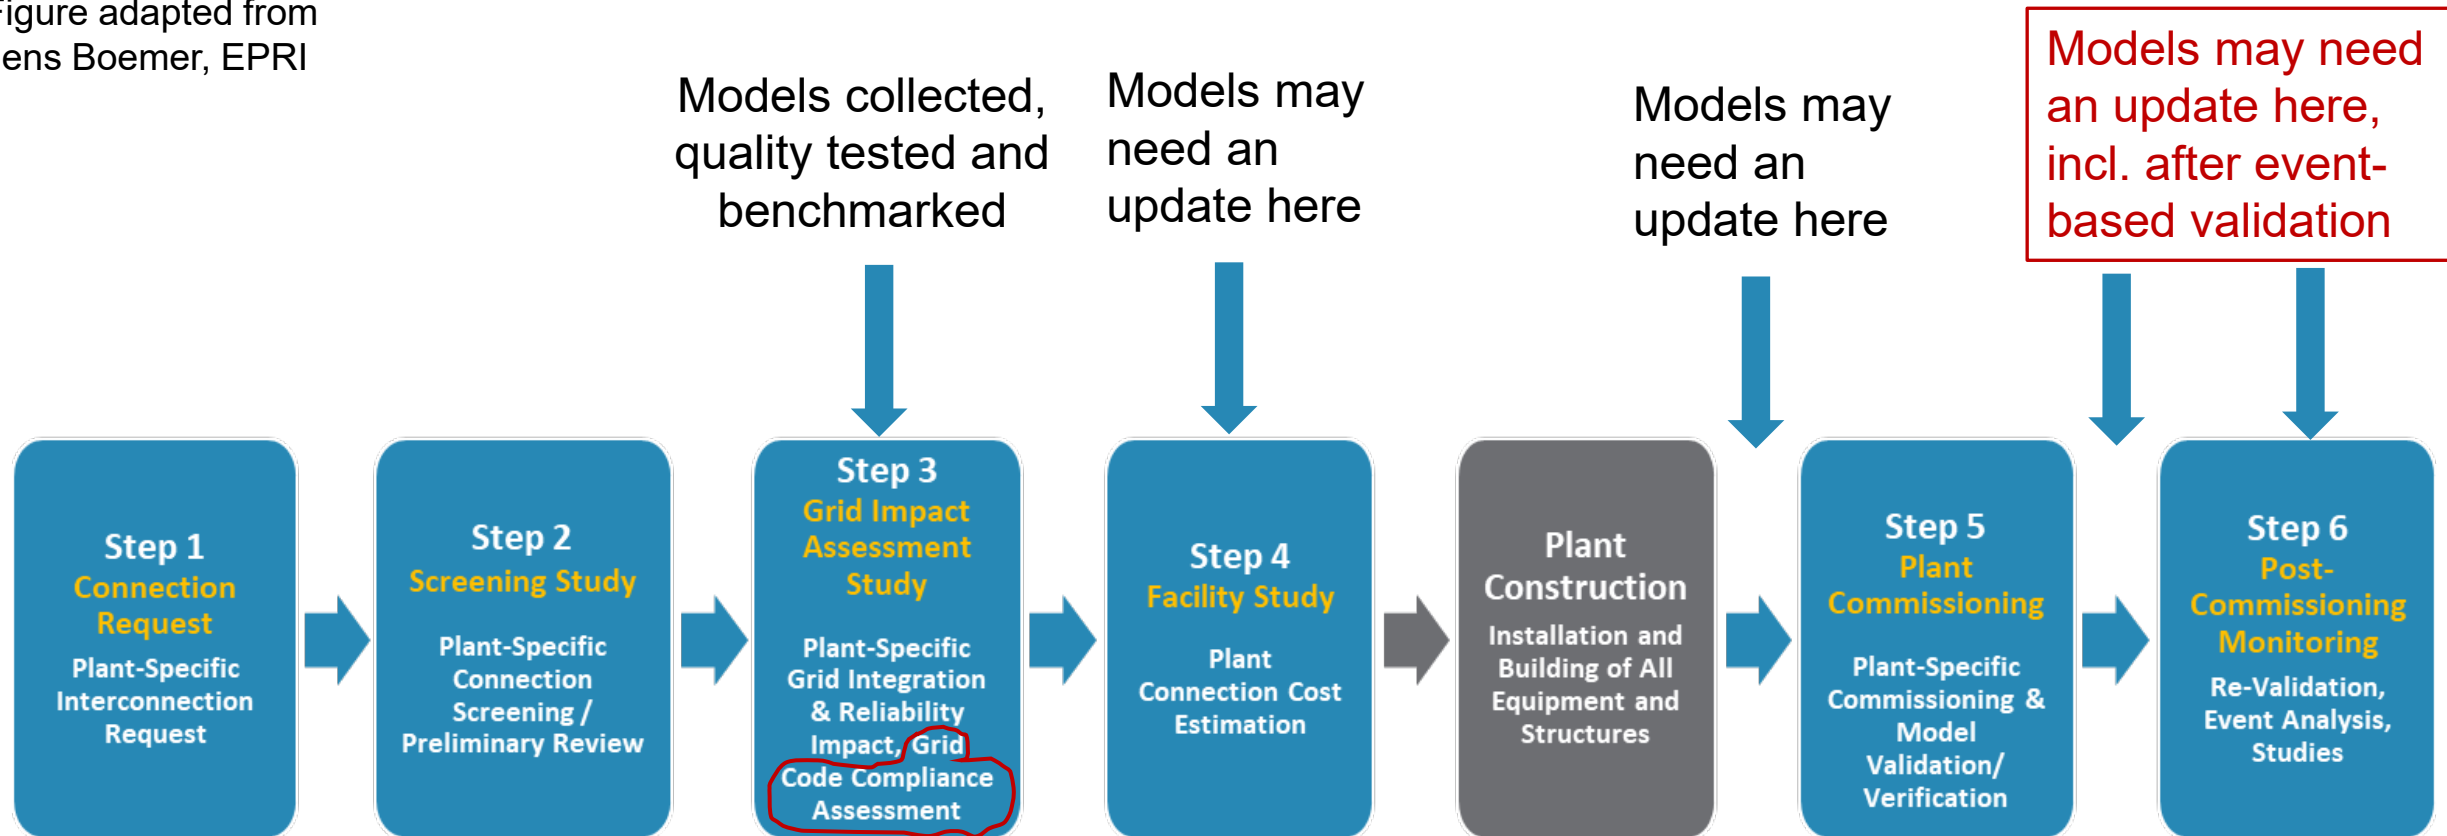 Figure adapted from
ens Boemer, EPRI
Models collected,
quality tested and
benchmarked
Models may
need an
update here
Models may
need an
update here
Models may need
an update here,
incl. after event-
based validation
Step 1
Connection
Request
Plant-Specific
Interconnection
Request
Step 2
Screening Study
Plant-Specific
Connection
Screening /
Preliminary Review
Step 3
Grid Impact
Assessment
Study
Plant-Specific
Grid Integration
& Reliability
Impact, Grid
Code Compliance
Assessment
Step 4
Facility Study
Plant
Connection Cost
Estimation
Plant
Construction
Installation and
Building of All
Equipment and
Structures
Step 5
Plant
Commissioning
Plant-Specific
Commissioning &
Model
Validation/
Verification
Step 6
Post-
Commissioning
Monitoring
Re-Validation,
Event Analysis,
Studies